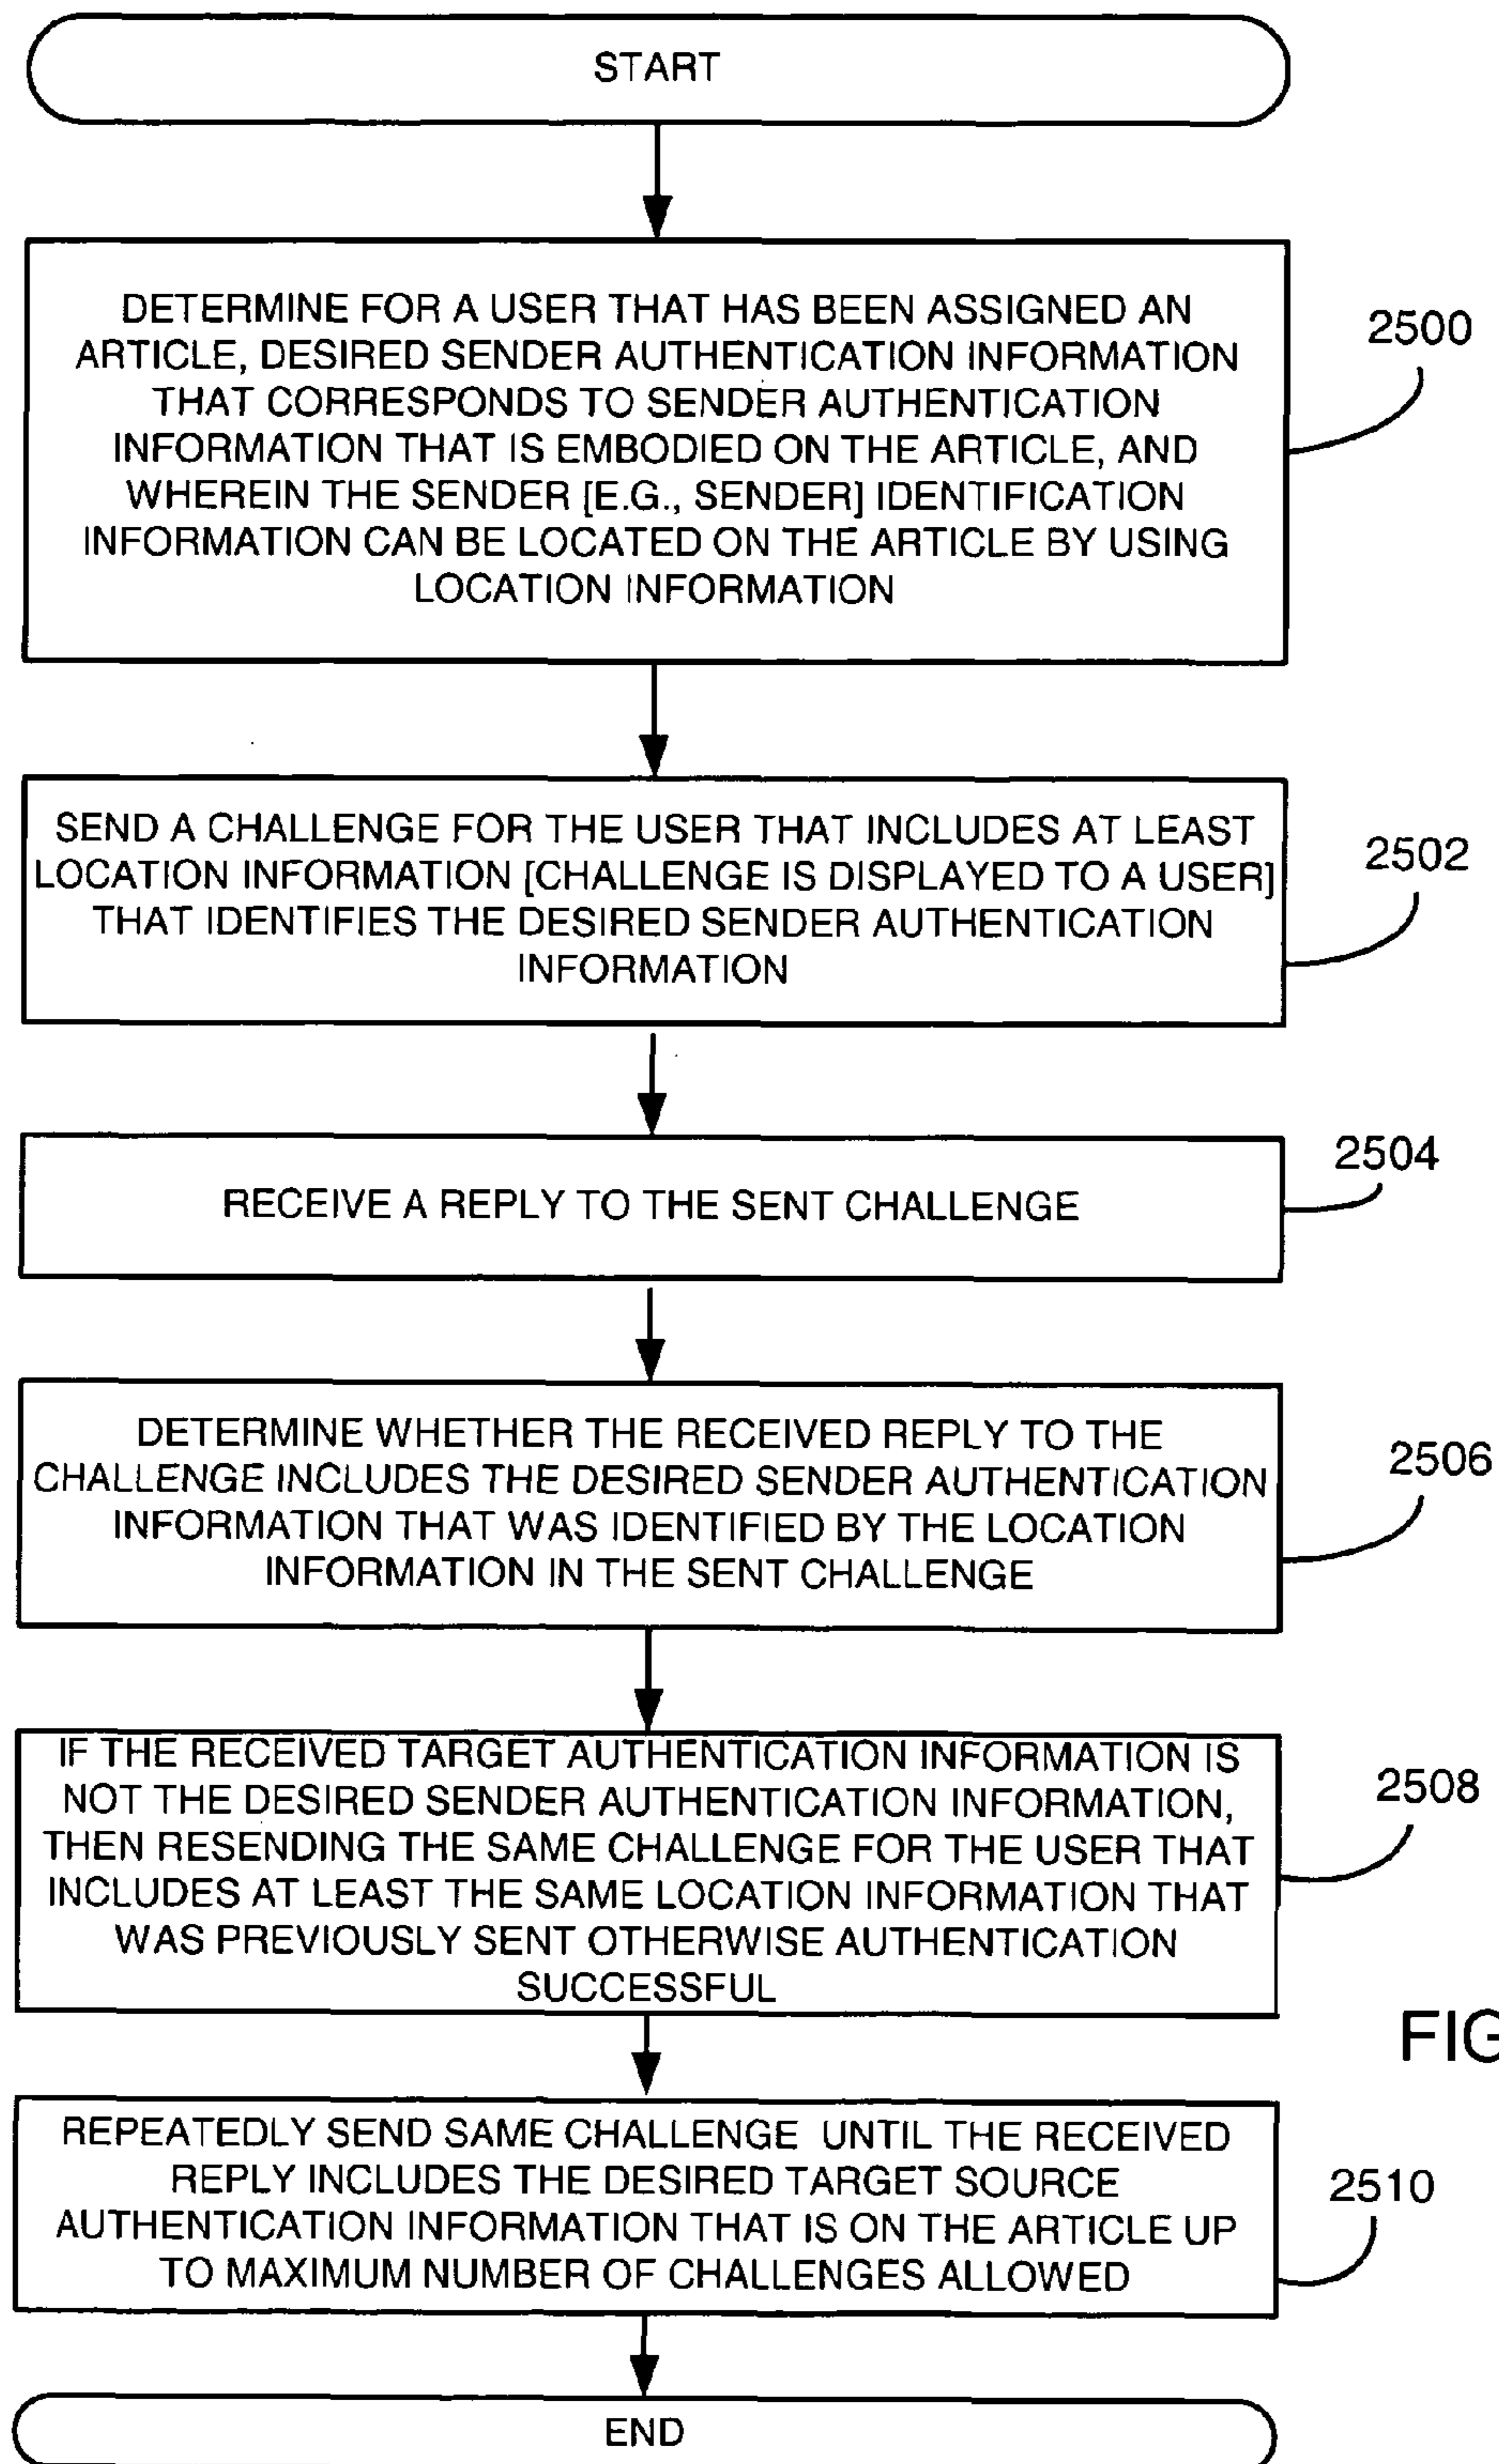 START
DETERMINE FOR A USER THAT HAS BEEN ASSIGNED AN
ARTICLE, DESIRED SENDER AUTHENTICATION INFORMATION
THAT CORRESPONDS TO SENDER AUTHENTICATION
INFORMATION THAT IS EMBODIED ON THE ARTICLE, AND
WHEREIN THE SENDER [E.G., SENDER] IDENTIFICATION
INFORMATION CAN BE LOCATED ON THE ARTICLE BY USING
LOCATION INFORMATION
2500
SEND A CHALLENGE FOR THE USER THAT INCLUDES AT LEAST
LOCATION INFORMATION [CHALLENGE IS DISPLAYED TO A USER]
THAT IDENTIFIES THE DESIRED SENDER AUTHENTICATION
INFORMATION
2502
RECEIVE A REPLY TO THE SENT CHALLENGE
2504
DETERMINE WHETHER THE RECEIVED REPLY TO THE
CHALLENGE INCLUDES THE DESIRED SENDER AUTHENTICATION
INFORMATION THAT WAS IDENTIFIED BY THE LOCATION
INFORMATION IN THE SENT CHALLENGE
2506
IF THE RECEIVED TARGET AUTHENTICATION INFORMATION IS
NOT THE DESIRED SENDER AUTHENTICATION INFORMATION,
THEN RESENDING THE SAME CHALLENGE FOR THE USER THAT
INCLUDES AT LEAST THE SAME LOCATION INFORMATION THAT
WAS PREVIOUSLY SENT OTHERWISE AUTHENTICATION
SUCCESSFUL
2508
FIG
REPEATEDLY SEND SAME CHALLENGE UNTIL THE RECEIVED
REPLY INCLUDES THE DESIRED TARGET SOURCE
AUTHENTICATION INFORMATION THAT IS ON THE ARTICLE UP
TO MAXIMUM NUMBER OF CHALLENGES ALLOWED
2510
END